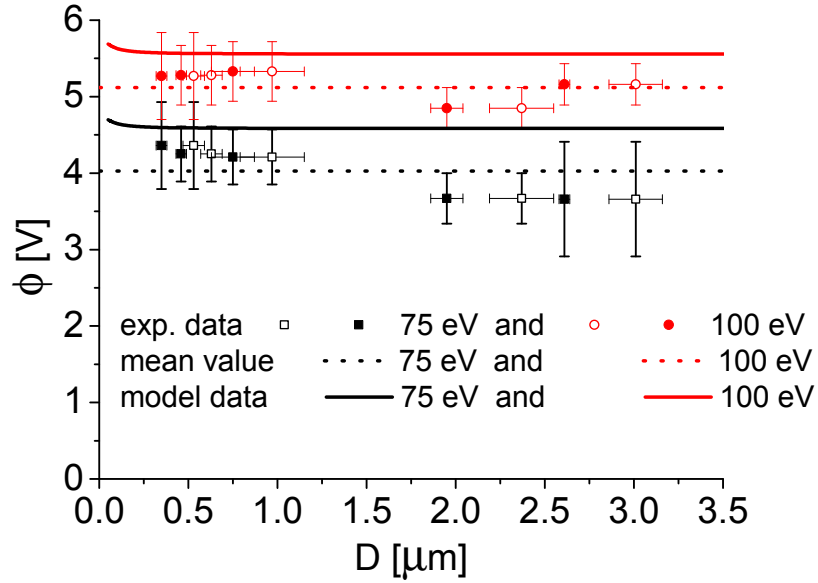 6
5
4
3
2
1
0
ϕ [V]
exp. data 75 eV and 100 eV
mean value 75 eV and 100 eV
model data 75 eV and 100 eV
0.0 0.5 1.0 1.5 2.0 2.5 3.0 3.5
D [μm]